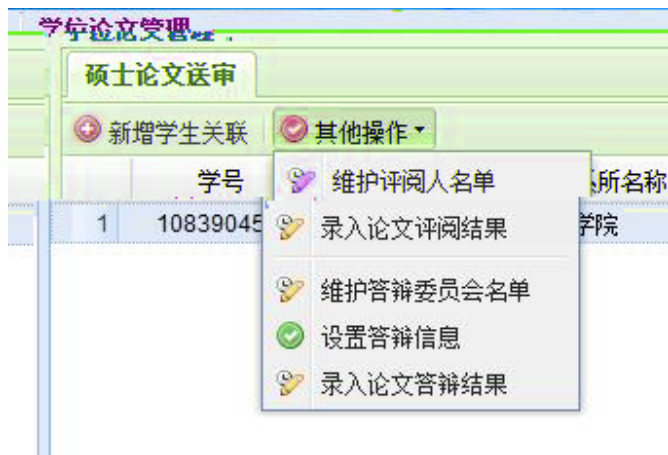 学位论文管理
硕士论文送审
新增学生关联 其他操作
学号 所名称
维护评阅人名单
1 10839045 学院
录入论文评阅结果
维护答辩委员会名单
设置答辩信息
录入论文答辩结果